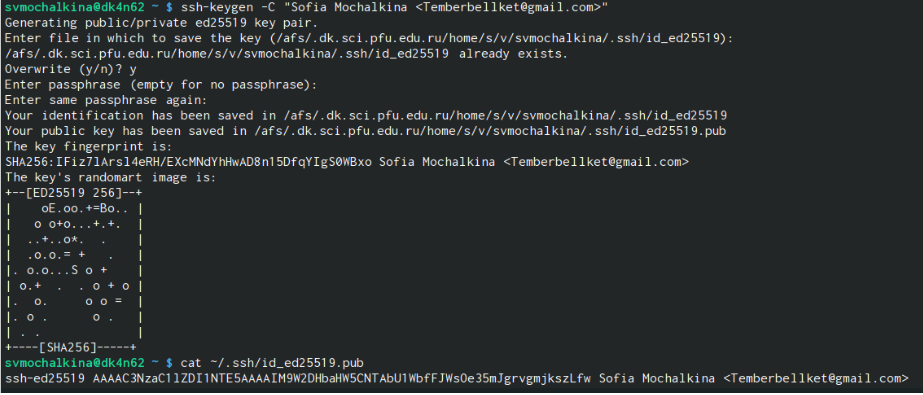 svmochalkina@dk4n62 ~ $ ssh-keygen -C "Sofia Mochalkina <Temberbellket@gmail.com>"
Generating public/private ed25519 key pair.
Enter file in which to save the key (/afs/.dk.sci.pfu.edu.ru/home/s/v/svmochalkina/.ssh/id_ed25519):
/afs/.dk.sci.pfu.edu.ru/home/s/v/svmochalkina/.ssh/id_ed25519 already exists.
Overwrite (y/n)? y
Enter passphrase (empty for no passphrase):
Enter same passphrase again:
Your identification has been saved in /afs/.dk.sci.pfu.edu.ru/home/s/v/svmochalkina/.ssh/id_ed25519
Your public key has been saved in /afs/.dk.sci.pfu.edu.ru/home/s/v/svmochalkina/.ssh/id_ed25519.pub
The key fingerprint is:
SHA256:IFiz7lArsl4eRH/EXcMNdYhHwAD8n15DfqYIgS0WBxo Sofia Mochalkina <Temberbellket@gmail.com>
The key's randomart image is:
+--[ED25519 256]--+
|    oE.oo.+=Bo.. |
|   o o+o...+.+.  |
|  ..+..o*.  .    |
|  .o.o.= +   .   |
|. o.o...S o +    |
| o.+  .  . o + o |
|.  o.     o o =  |
|. o .      o .   |
| . .             |
+----[SHA256]-----+
svmochalkina@dk4n62 ~ $ cat ~/.ssh/id_ed25519.pub
ssh-ed25519 AAAAC3NzaC1lZDI1NTE5AAAAIM9W2DHbaHW5CNTAbU1WbfFJWsOe35mJgrvgmjkszLfw Sofia Mochalkina <Temberbellket@gmail.com>